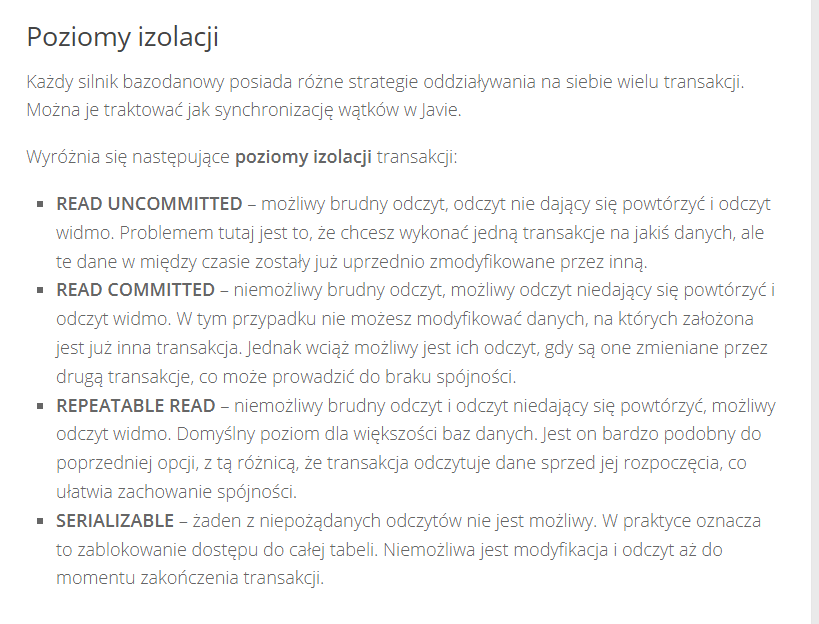 Poziomy izolacji
Każdy silnik bazodanowy posiada różne strategie oddziaływania na siebie wielu transakcji.
Można je traktować jak synchronizację wątków w Javie.
Wyróżnia się następujące poziomy izolacji transakcji:
▪ READ UNCOMMITTED – możliwy brudny odczyt, odczyt nie dający się powtórzyć i odczyt
widmo. Problemem tutaj jest to, że chcesz wykonać jedną transakcje na jakiś danych, ale
te dane w między czasie zostały już uprzednio zmodyfikowane przez inną.
▪ READ COMMITTED – niemożliwy brudny odczyt, możliwy odczyt niedający się powtórzyć i
odczyt widmo. W tym przypadku nie możesz modyfikować danych, na których założona
jest już inna transakcja. Jednak wciąż możliwy jest ich odczyt, gdy są one zmieniane przez
drugą transakcje, co może prowadzić do braku spójności.
▪ REPEATABLE READ – niemożliwy brudny odczyt i odczyt niedający się powtórzyć, możliwy
odczyt widmo. Domyślny poziom dla większości baz danych. Jest on bardzo podobny do
poprzedniej opcji, z tą różnicą, że transakcja odczytuje dane sprzed jej rozpoczęcia, co
ułatwia zachowanie spójności.
▪ SERIALIZABLE – żaden z niepożądanych odczytów nie jest możliwy. W praktyce oznacza
to zablokowanie dostępu do całej tabeli. Niemożliwa jest modyfikacja i odczyt aż do
momentu zakończenia transakcji.